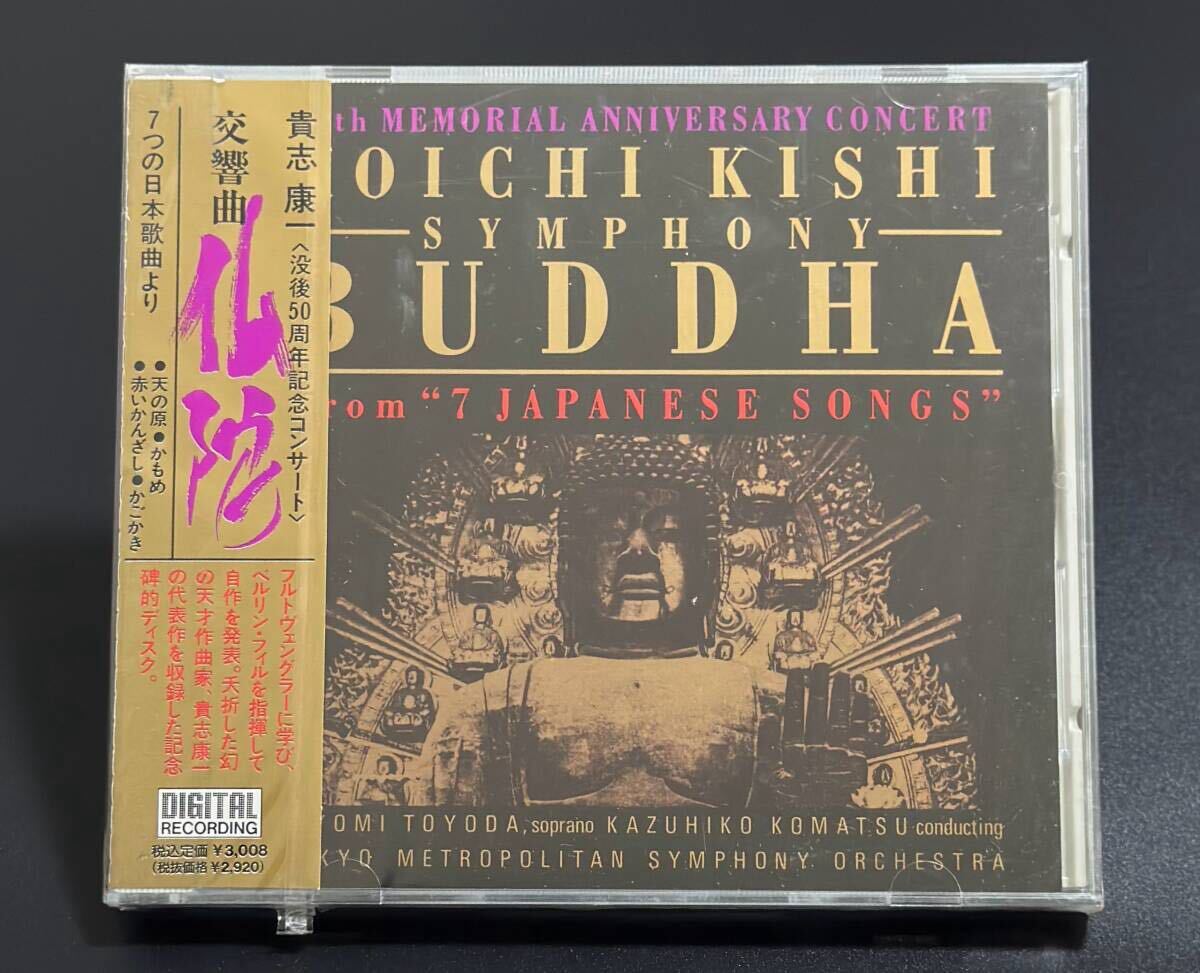 貴志 康一〈没後50周年記念コンサート〉
交響曲
仏陀
7つの日本歌曲より
●天の原●かもめ
赤いかんざし●かごかき
フルトヴェングラーに学び、
ベルリン・フィルを指揮して
自作を発表。夭折した幻
の天才作曲家、貴志康一
の代表作を収録した記念
碑的ディスク。
DIGITAL
RECORDING
税込定価 ¥3,008
(税抜価格 ¥2,920)
th MEMORIAL ANNIVERSARY CONCERT
OICHI KISHI
SYMPHONY
BUDDHA
rom "7 JAPANESE SONGS"
YOMI TOYODA, soprano KAZUHIKO KOMATSU conducting
KYO METROPOLITAN SYMPHONY ORCHESTRA